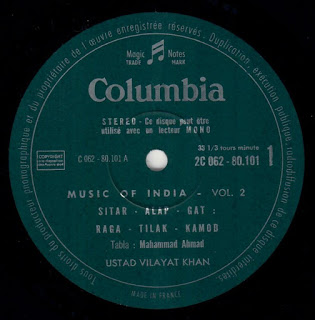 Tous droits du producteur phonographique et du propriétaire de l'œuvre enregistrée réservés. Duplication, exécution publique, radiodiffusion de ce disque interdites.
Magic Notes
TRADE MARK
Columbia
STEREO - Ce disque peut être
utilisé avec un lecteur MONO
33 1/3 tours minute
COPYRIGHT
C 062 - 80.101 A
2C 062 - 80.101
1
MUSIC OF INDIA - VOL. 2
SITAR - ALAP - GAT :
RAGA - TILAK - KAMOD
Tabla : Mahammad Ahmad
USTAD VILAYAT KHAN
MADE IN FRANCE